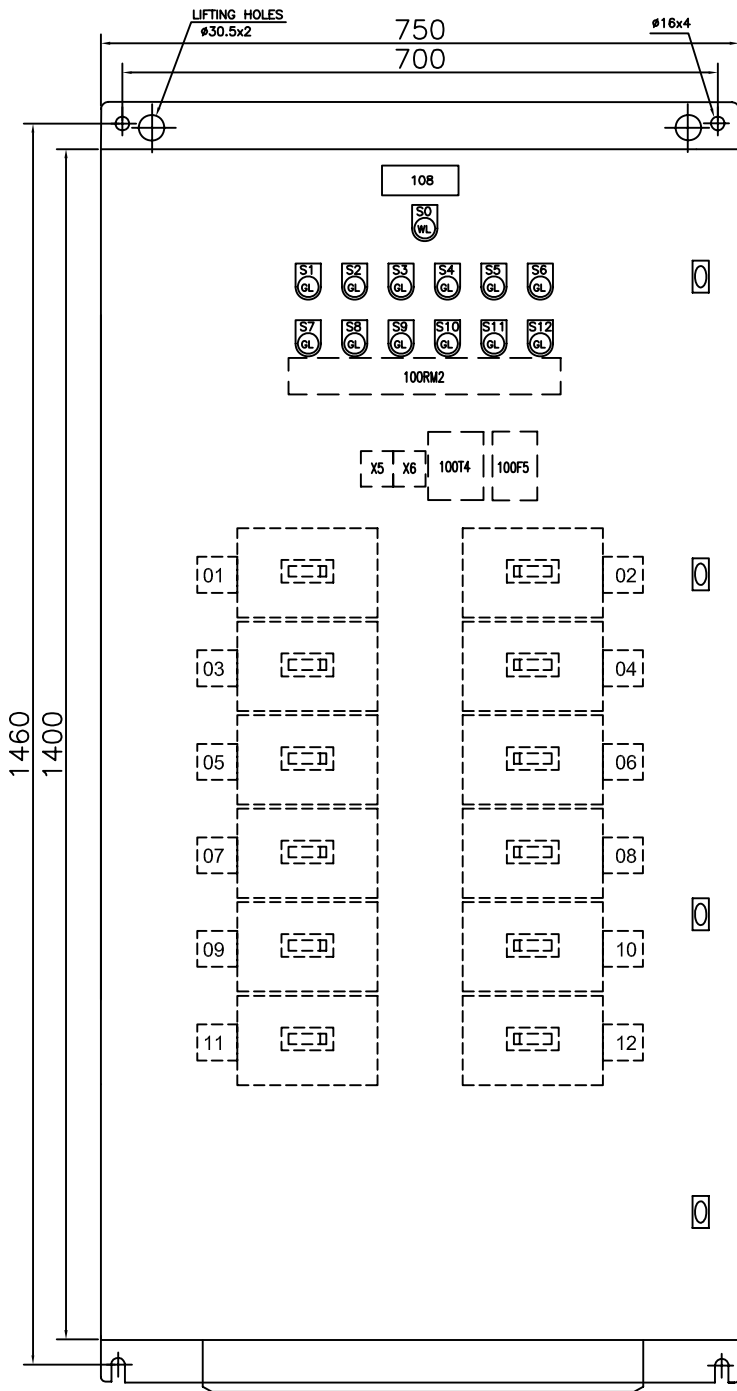 LIFTING HOLES
ø30.5x2
750
ø16x4
700
108
S0
WL
S1 S2 S3 S4 S5 S6
GL GL GL GL GL GL
S7 S8 S9 S10 S11 S12
GL GL GL GL GL GL
100RM2
X5 X6 100T4 100F5
01 02
03 04
1460
1400
05 06
07 08
09 10
11 12